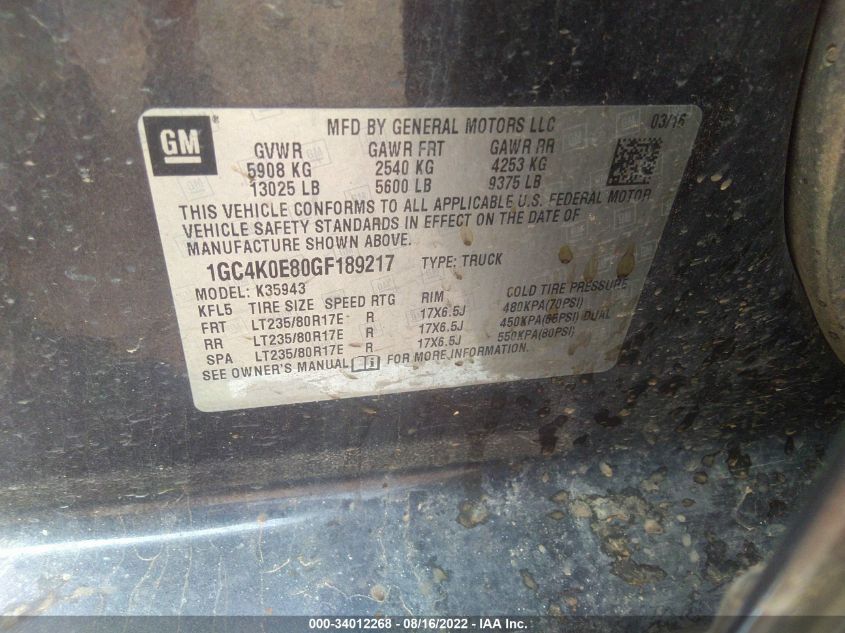 GM ®
MFD BY GENERAL MOTORS LLC 03/16
GVWR GAWR FRT GAWR RR
5908 KG 2540 KG 4253 KG
13025 LB 5600 LB 9375 LB
THIS VEHICLE CONFORMS TO ALL APPLICABLE U.S. FEDERAL MOTOR
VEHICLE SAFETY STANDARDS IN EFFECT ON THE DATE OF
MANUFACTURE SHOWN ABOVE.
1GC4K0E80GF189217 TYPE: TRUCK
MODEL: K35943
KFL5 TIRE SIZE SPEED RTG RIM COLD TIRE PRESSURE
FRT LT235/80R17E R 17X6.5J 480KPA(70PSI)
RR LT235/80R17E R 17X6.5J 450KPA(65PSI) DUAL
SPA LT235/80R17E R 17X6.5J 550KPA(80PSI)
SEE OWNER'S MANUAL FOR MORE INFORMATION.
000-34012268 - 08/16/2022 - IAA Inc.